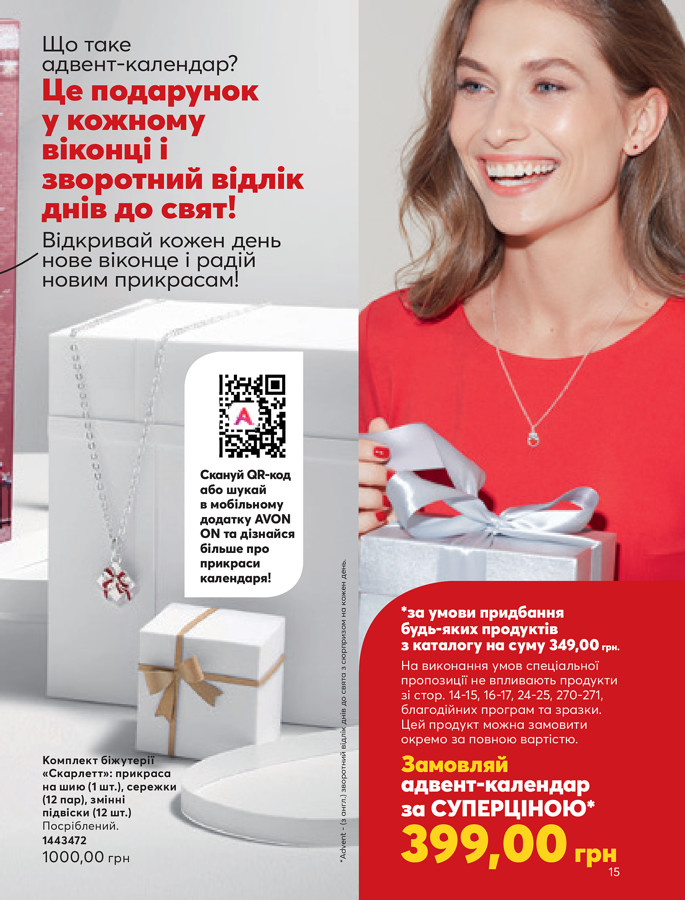 Що таке
адвент-календар?
Це подарунок
у кожному
віконці і
зворотний відлік
днів до свят!
Відкривай кожен день
нове віконце і радій
новим прикрасам!
A
Скануй QR-код
або шукай
в мобільному
додатку AVON
ON та дізнайся
більше про
прикраси
календаря!
*Advent - (з англ.) зворотний відлік днів до свята з сюрпризом на кожен день.
Комплект біжутерії
«Скарлетт»: прикраса
на шию (1 шт.), сережки
(12 пар), змінні
підвіски (12 шт.)
Посріблений.
1443472
1000,00 грн
*за умови придбання
будь-яких продуктів
з каталогу на суму 349,00 грн.
На виконання умов спеціальної
пропозиції не впливають продукти
зі стор. 14-15, 16-17, 24-25, 270-271,
благодійних програм та зразки.
Цей продукт можна замовити
окремо за повною вартістю.
Замовляй
адвент-календар
за СУПЕРЦІНОЮ*
399,00 грн
15